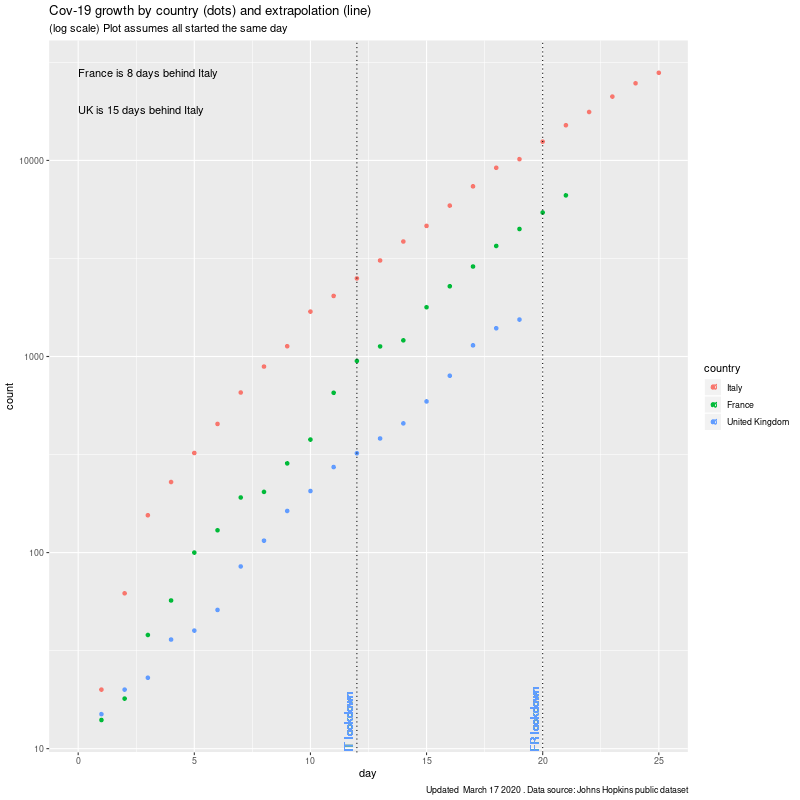 Cov-19 growth by country (dots) and extrapolation (line)
(log scale) Plot assumes all started the same day
France is 8 days behind Italy
UK is 15 days behind Italy
10000
1000
100
10
count
IT lockdown
FR lockdown
0 5 10 15 20 25
day
country
Italy
France
United Kingdom
Updated March 17 2020 . Data source: Johns Hopkins public dataset